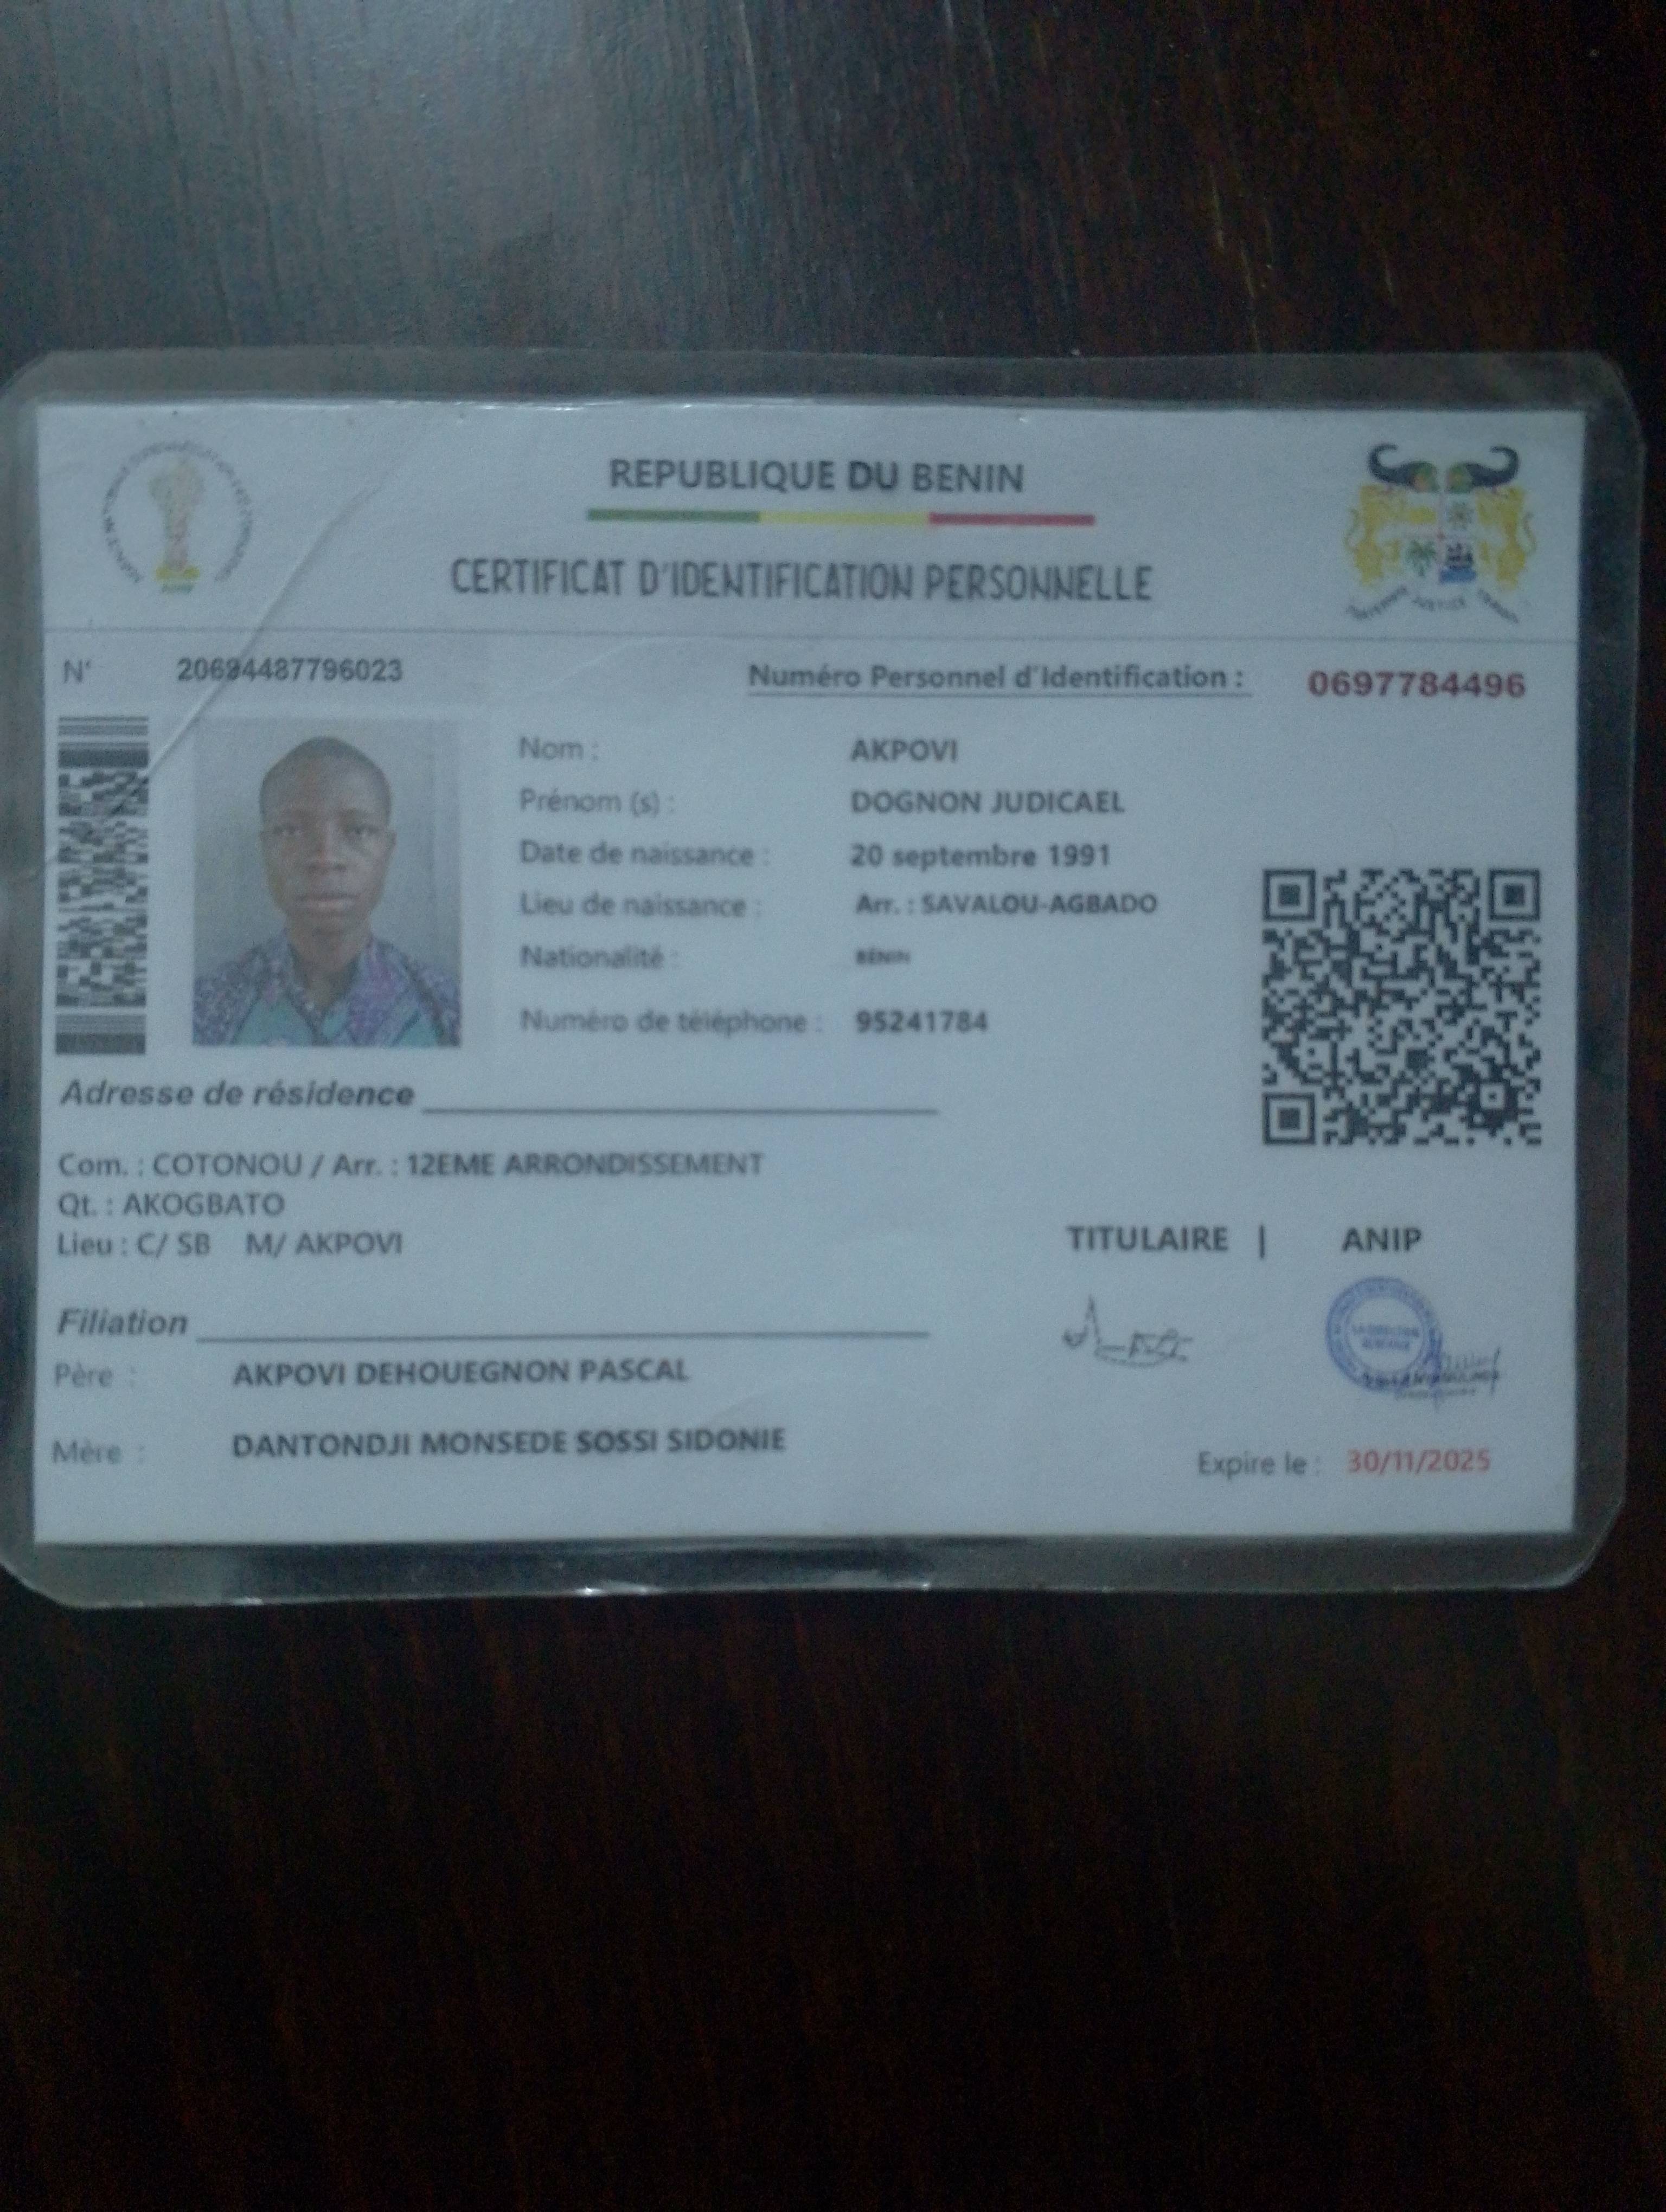 REPUBLIQUE DU BENIN
CERTIFICAT D'IDENTIFICATION PERSONNELLE
N° 20694487796023
Numéro Personnel d'Identification : 0697784496
Nom : AKPOVI
Prénom (s) : DOGNON JUDICAEL
Date de naissance : 20 septembre 1991
Lieu de naissance : Arr. : SAVALOU-AGBADO
Nationalité : BENIN
Numéro de téléphone : 95241784
Adresse de résidence
Com. : COTONOU / Arr. : 12EME ARRONDISSEMENT
Qt. : AKOGBATO
Lieu : C/ SB M/ AKPOVI
TITULAIRE | ANIP
Filiation
Père : AKPOVI DEHOUEGNON PASCAL
Mère : DANTONDJI MONSEDE SOSSI SIDONIE
Expire le : 30/11/2025